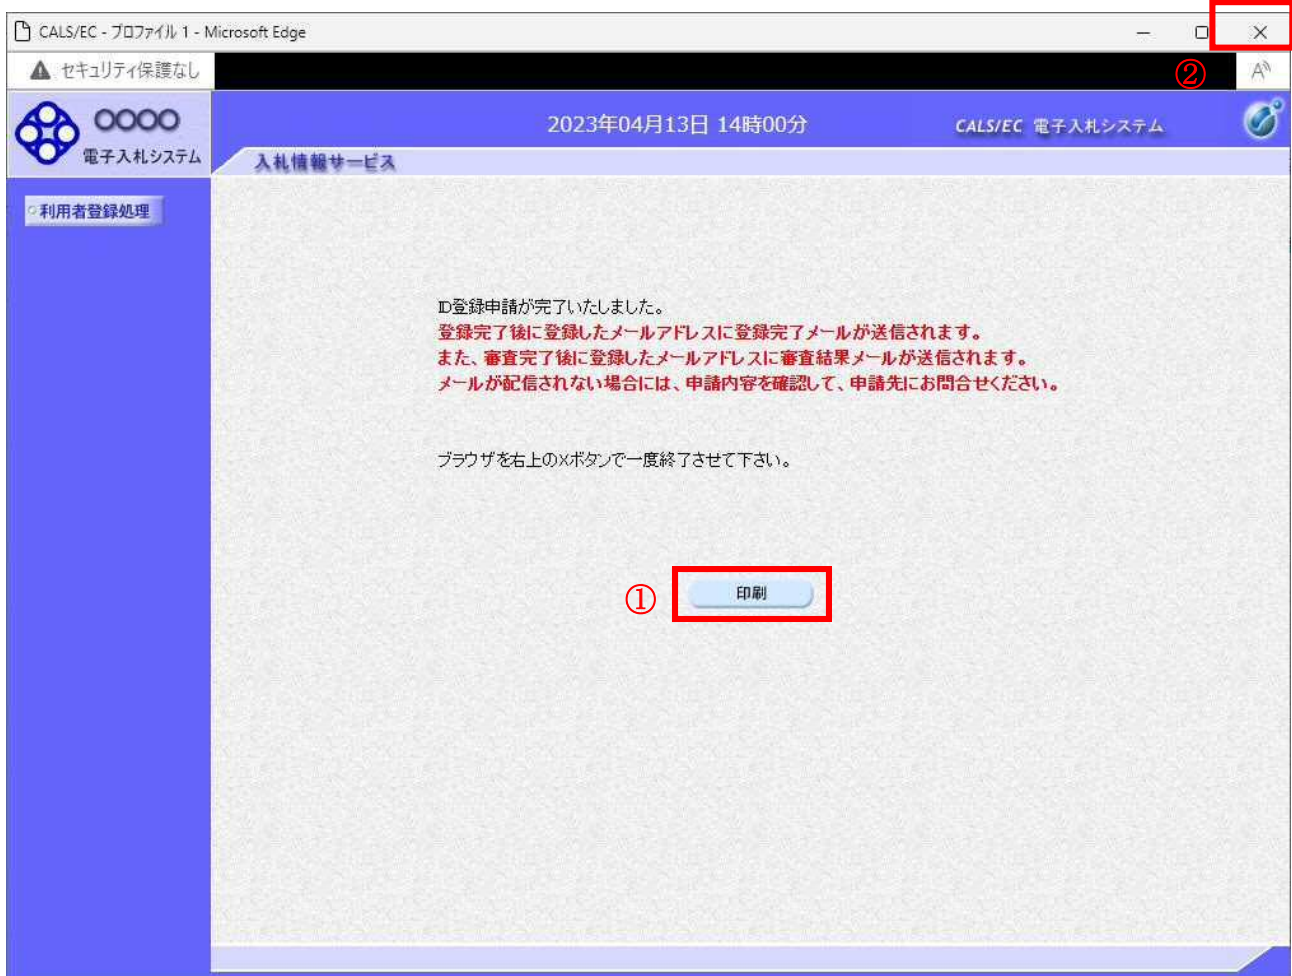 CALS/EC - プロファイル 1 - Microsoft Edge
セキュリティ保護なし
②
A
OOOO
電子入札システム
2023年04月13日 14時00分
CALS/EC 電子入札システム
入札情報サービス
利用者登録処理
ID登録申請が完了いたしました。
登録完了後に登録したメールアドレスに登録完了メールが送信されます。
また、審査完了後に登録したメールアドレスに審査結果メールが送信されます。
メールが配信されない場合には、申請内容を確認して、申請先にお問合せください。
ブラウザを右上のXボタンで一度終了させて下さい。
①
印刷